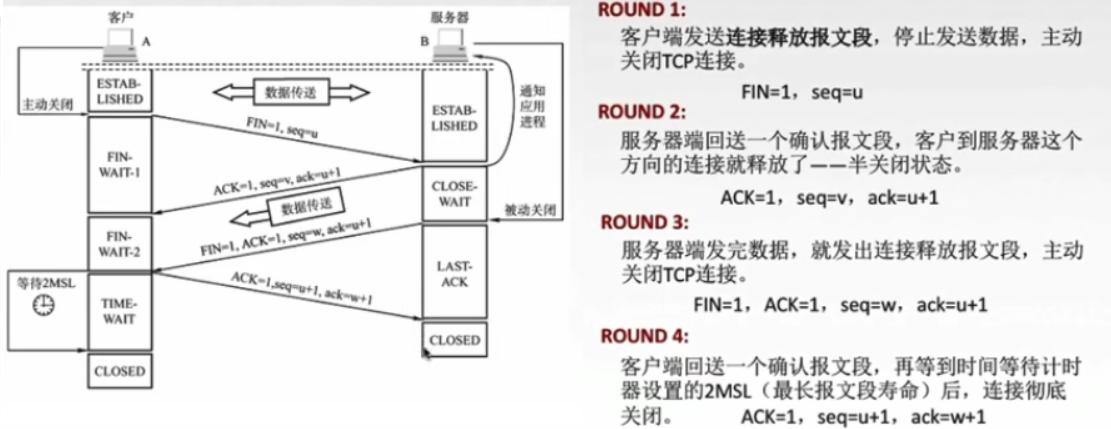 客户
A
服务器
B
ESTAB-
LISHED
主动关闭
数据传送
ESTAB-
LISHED
通知
应用
进程
FIN=1, seq=u
FIN-
WAIT-1
ACK=1, seq=v, ack=u+1
CLOSE-
WAIT
数据传送
被动关闭
FIN-
WAIT-2
FIN=1, ACK=1, seq=w, ack=u+1
等待2MSL
LAST-
ACK
ACK=1,seq=u+1, ack=w+1
TIME-
WAIT
CLOSED
CLOSED
ROUND 1:
客户端发送连接释放报文段，停止发送数据，主动
关闭TCP连接。
FIN=1，seq=u
ROUND 2:
服务器端回送一个确认报文段，客户到服务器这个
方向的连接就释放了——半关闭状态。
ACK=1，seq=v，ack=u+1
ROUND 3:
服务器端发完数据，就发出连接释放报文段，主动
关闭TCP连接。
FIN=1，ACK=1，seq=w，ack=u+1
ROUND 4:
客户端回送一个确认报文段，再等到时间等待计时
器设置的2MSL（最长报文段寿命）后，连接彻底
关闭。 ACK=1，seq=u+1，ack=w+1